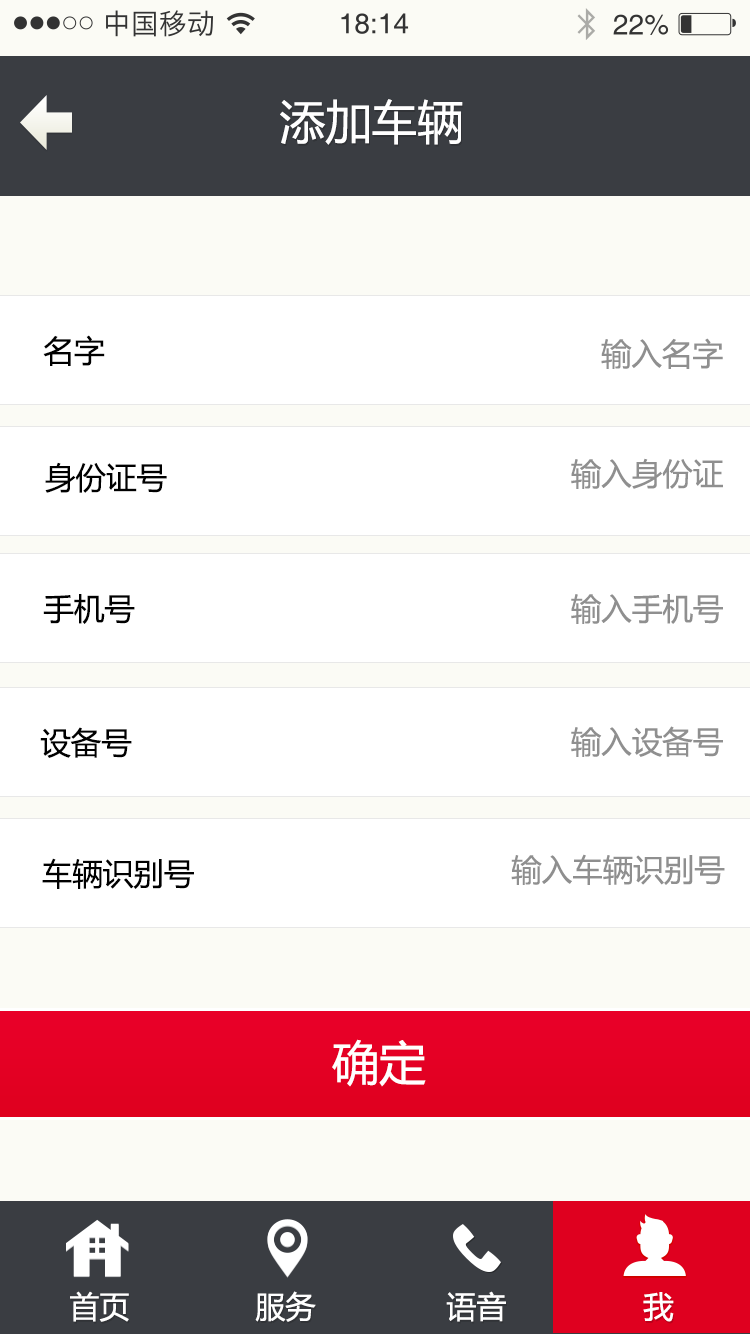 中国移动 18:14 22%
添加车辆
名字 输入名字
身份证号 输入身份证
手机号 输入手机号
设备号 输入设备号
车辆识别号 输入车辆识别号
确定
首页 服务 语音 我